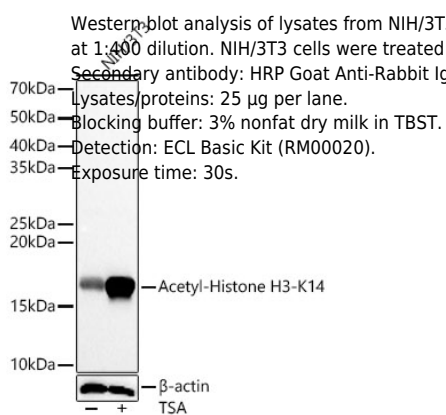 Western blot analysis of lysates from NIH/3T
at 1:400 dilution. NIH/3T3 cells were treated
Secondary antibody: HRP Goat Anti-Rabbit Ig
Lysates/proteins: 25 µg per lane.
Blocking buffer: 3% nonfat dry milk in TBST.
Detection: ECL Basic Kit (RM00020).
Exposure time: 30s.
NIH/3T3
70kDa
50kDa
40kDa
35kDa
25kDa
20kDa
Acetyl-Histone H3-K14
15kDa
10kDa
β-actin
− + TSA